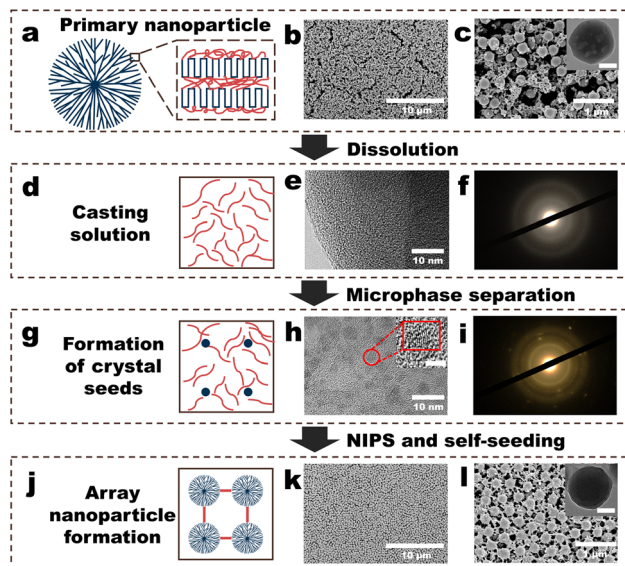 Primary nanoparticle
a
b
10 µm
c
1 µm
Dissolution
d
Casting
solution
e
10 nm
f
Microphase separation
g
Formation
of crystal
seeds
h
10 nm
i
NIPS and self-seeding
j
Array
nanoparticle
formation
k
10 µm
l
1 µm